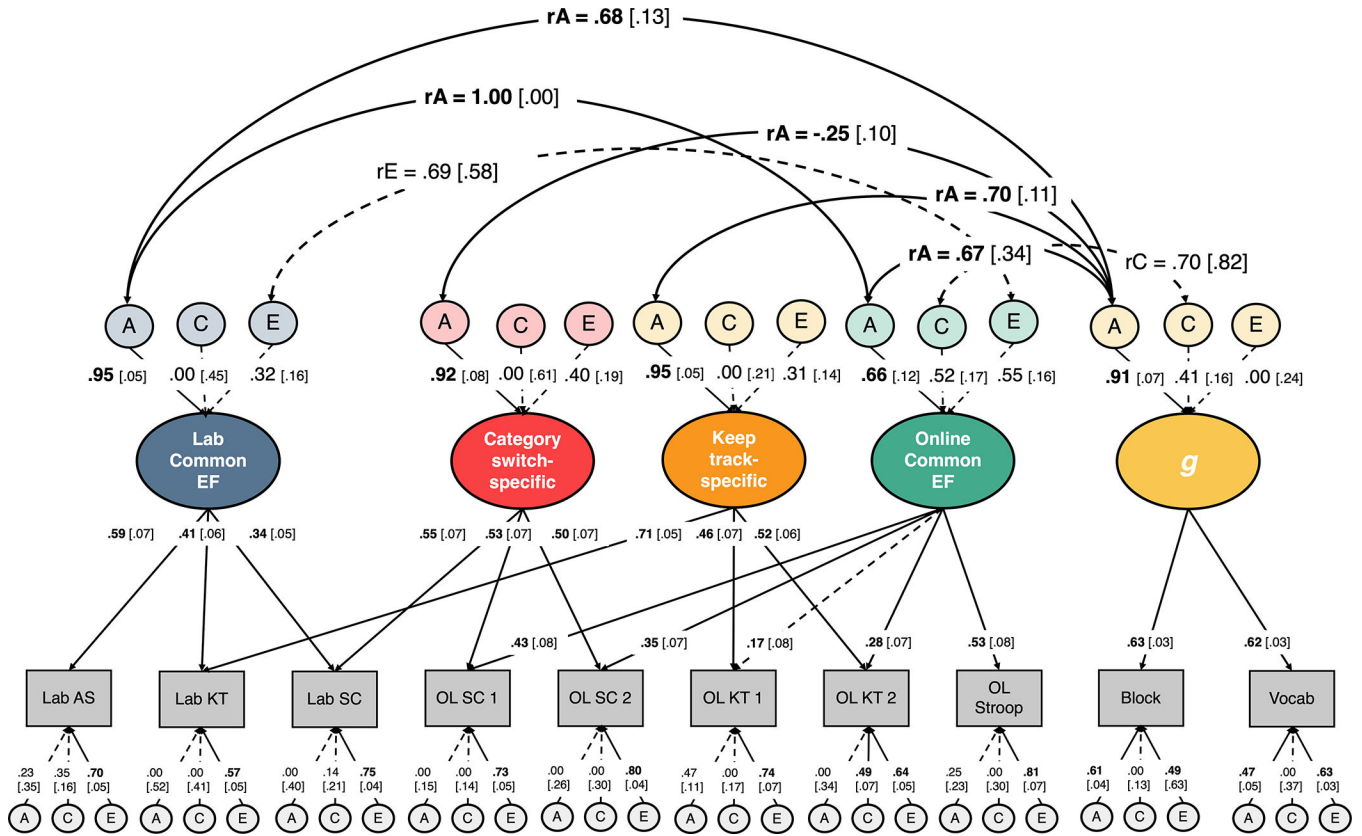 rA = .68 [.13]
rA = 1.00 [.00]
rA = -.25 [.10]
rE = .69 [.58]
rA = .70 [.11]
rA = .67 [.34]
rC = .70 [.82]
A C E A C E A C E A C E A C E
.95 [.05] .00 [.45] .32 [.16] .92 [.08] .00 [.61] .40 [.19] .95 [.05] .00 [.21] .31 [.14] .66 [.12] .52 [.17] .55 [.16] .91 [.07] .41 [.16] .00 [.24]
Lab
Common
EF
Category
switch-
specific
Keep
track-
specific
Online
Common
EF
g
.59 [.07] .41 [.06] .34 [.05] .55 [.07] .53 [.07] .50 [.07] .71 [.05] .46 [.07] .52 [.06]
.43 [.08] .35 [.07] .17 [.08] .28 [.07] .53 [.08] .63 [.03] .62 [.03]
Lab AS
Lab KT
Lab SC
OL SC 1
OL SC 2
OL KT 1
OL KT 2
OL
Stroop
Block
Vocab
.23 .35 .70 .00 .00 .57 .00 .14 .75 .00 .00 .73 .00 .00 .80 .47 .00 .74 .00 .49 .64 .25 .00 .81 .61 .00 .49 .47 .00 .63
[.35] [.16] [.05] [.52] [.41] [.05] [.40] [.21] [.04] [.15] [.14] [.05] [.26] [.30] [.04] [.11] [.17] [.07] [.34] [.07] [.05] [.23] [.30] [.07] [.04] [.13] [.63] [.05] [.37] [.03]
A C E A C E A C E A C E A C E A C E A C E A C E A C E A C E